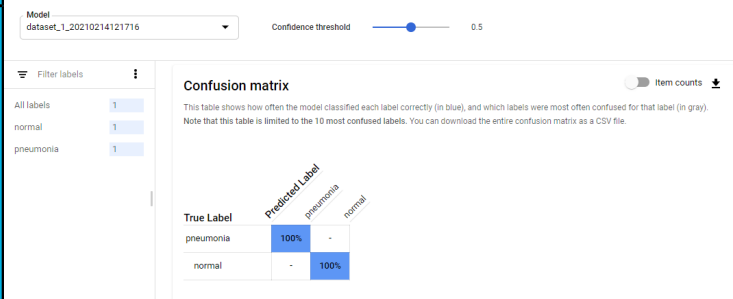 Model
dataset_1_20210214121716
Confidence threshold
0.5
Filter labels
All labels 1
normal 1
pneumonia 1
Confusion matrix
Item counts
This table shows how often the model classified each label correctly (in blue), and which labels were most often confused for that label (in gray).
Note that this table is limited to the 10 most confused labels. You can download the entire confusion matrix as a CSV file.
True Label Predicted Label pneumonia normal
pneumonia 100% -
normal - 100%